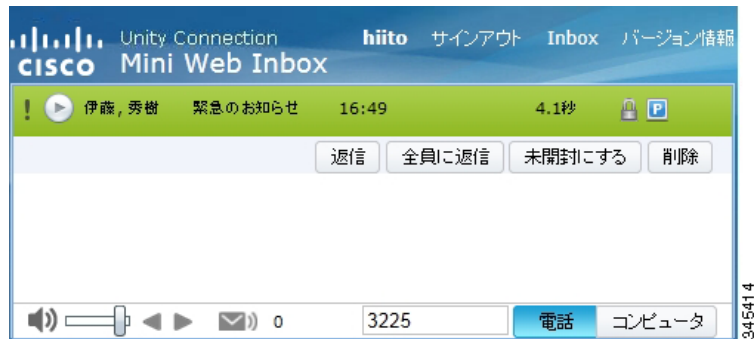 Unity Connection hiito サインアウト Inbox バージョン情報
CISCO Mini Web Inbox
! 伊藤, 秀樹 緊急のお知らせ 16:49 4.1秒 P
返信 全員に返信 未開封にする 削除
0 3225 電話 コンピュータ
345414